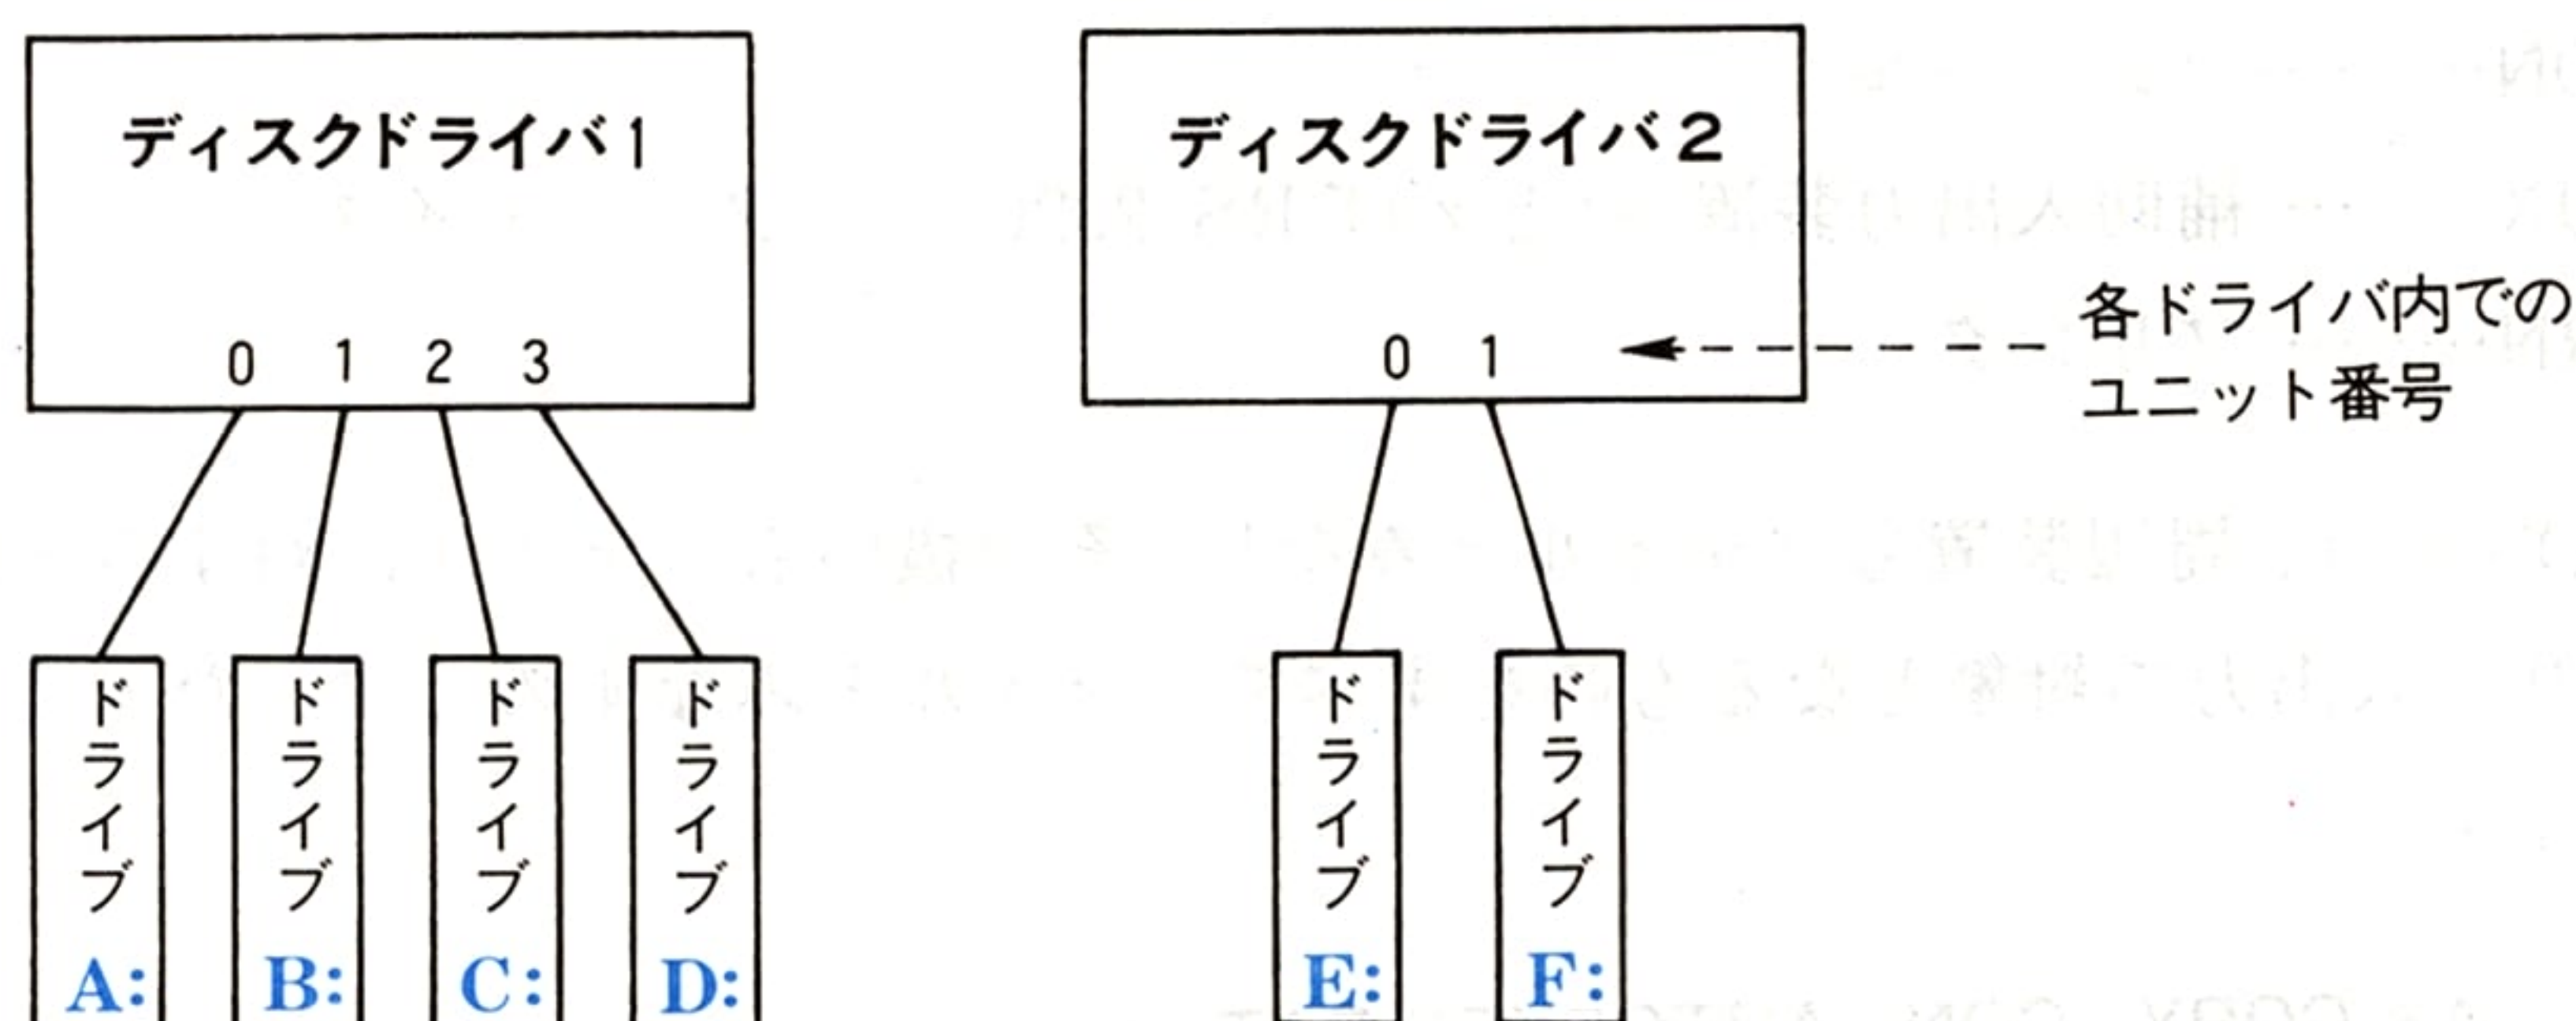 ディスクドライバ1
0 1 2 3
ディスクドライバ2
0 1
各ドライバ内での
ユニット番号
ドライブ
A:
ドライブ
B:
ドライブ
C:
ドライブ
D:
ドライブ
E:
ドライブ
F: